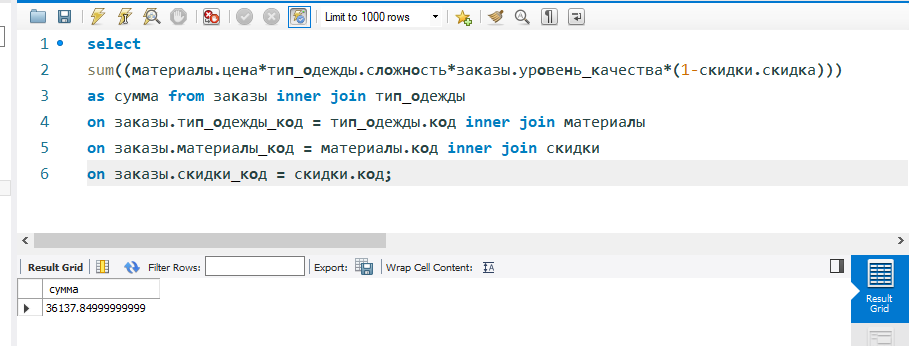 Limit to 1000 rows
1 select
2 sum((материалы.цена*тип_одежды.сложность*заказы.уровень_качества*(1-скидки.скидка)))
3 as сумма from заказы inner join тип_одежды
4 on заказы.тип_одежды_код = тип_одежды.код inner join материалы
5 on заказы.материалы_код = материалы.код inner join скидки
6 on заказы.скидки_код = скидки.код;
Result Grid Filter Rows: Export: Wrap Cell Content: IA
сумма
36137.84999999999
Result
Grid